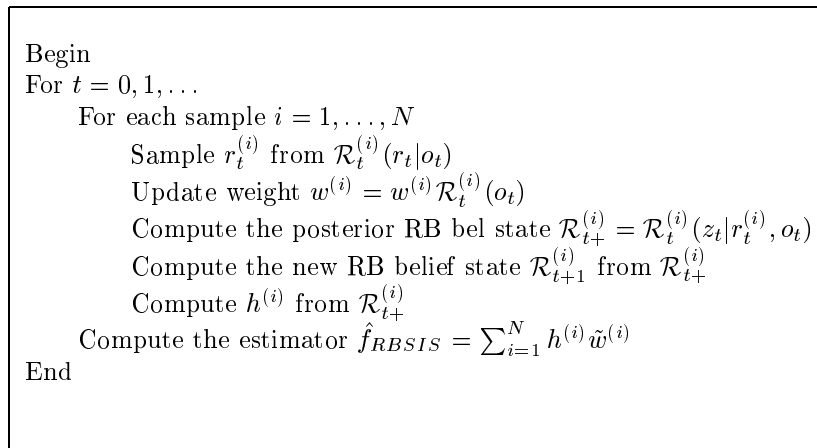 Begin
For $t = 0, 1, \ldots$
For each sample $i = 1, \ldots, N$
Sample $r_t^{(i)}$ from $\mathcal{R}_t^{(i)}(r_t|o_t)$
Update weight $w^{(i)} = w^{(i)} \mathcal{R}_t^{(i)}(o_t)$
Compute the posterior RB bel state $\mathcal{R}_{t+}^{(i)} = \mathcal{R}_t^{(i)}(z_t|r_t^{(i)}, o_t)$
Compute the new RB belief state $\mathcal{R}_{t+1}^{(i)}$ from $\mathcal{R}_{t+}^{(i)}$
Compute $h^{(i)}$ from $\mathcal{R}_{t+}^{(i)}$
Compute the estimator $\hat{f}_{RBSIS} = \sum_{i=1}^{N} h^{(i)} \tilde{w}^{(i)}$
End